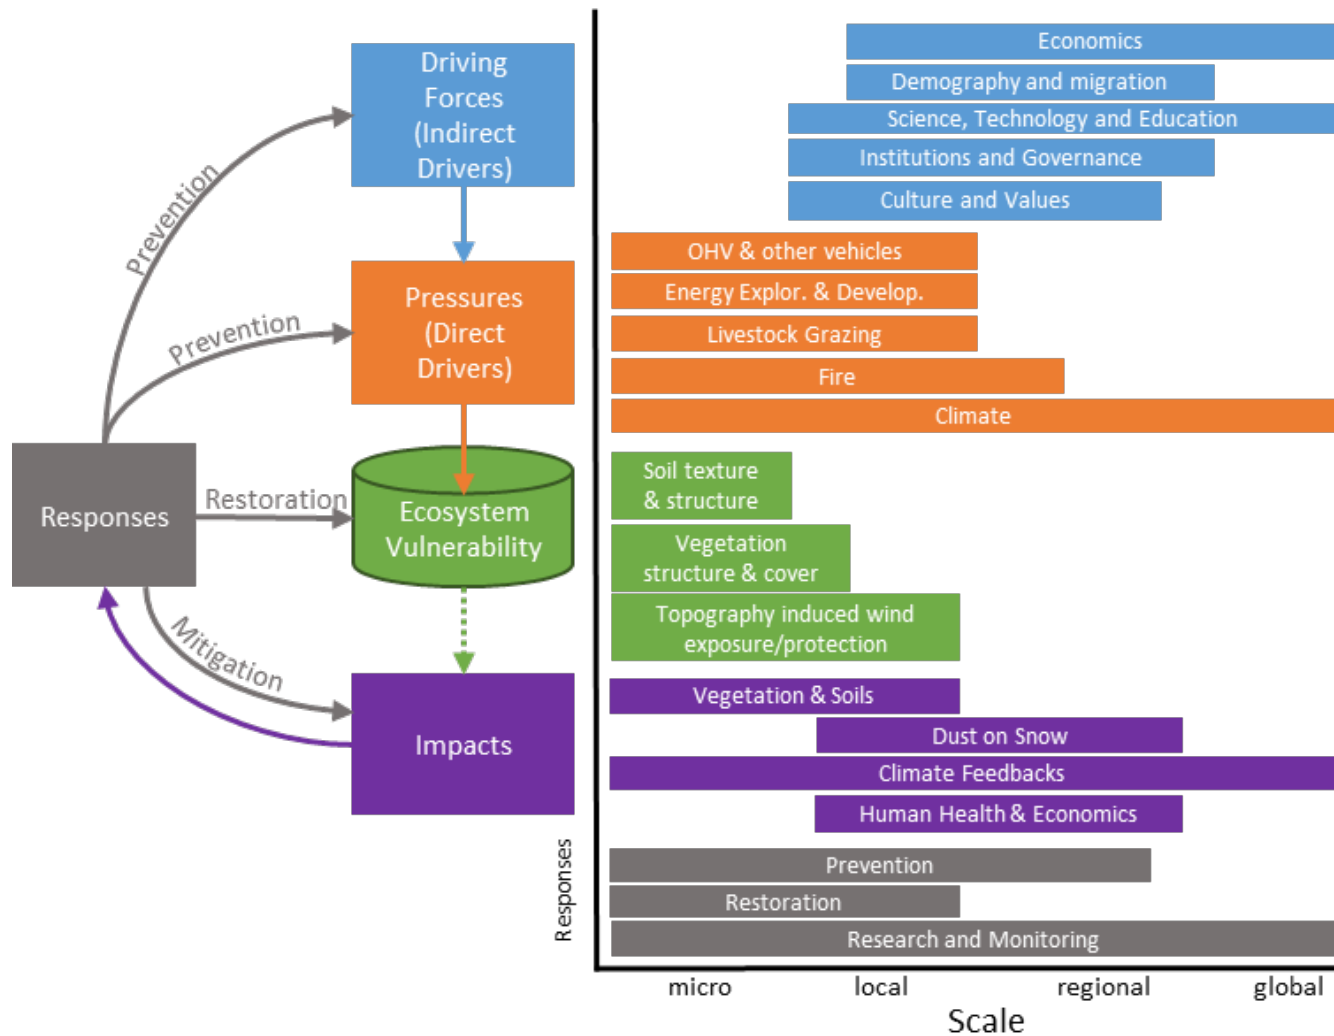 Driving
Forces
(Indirect
Drivers)
Prevention
Pressures
(Direct
Drivers)
Prevention
Responses
Restoration
Ecosystem
Vulnerability
Mitigation
Impacts
Economics
Demography and migration
Science, Technology and Education
Institutions and Governance
Culture and Values
OHV & other vehicles
Energy Explor. & Develop.
Livestock Grazing
Fire
Climate
Soil texture
& structure
Vegetation
structure & cover
Topography induced wind
exposure/protection
Vegetation & Soils
Dust on Snow
Climate Feedbacks
Human Health & Economics
Responses
Prevention
Restoration
Research and Monitoring
micro local regional global
Scale